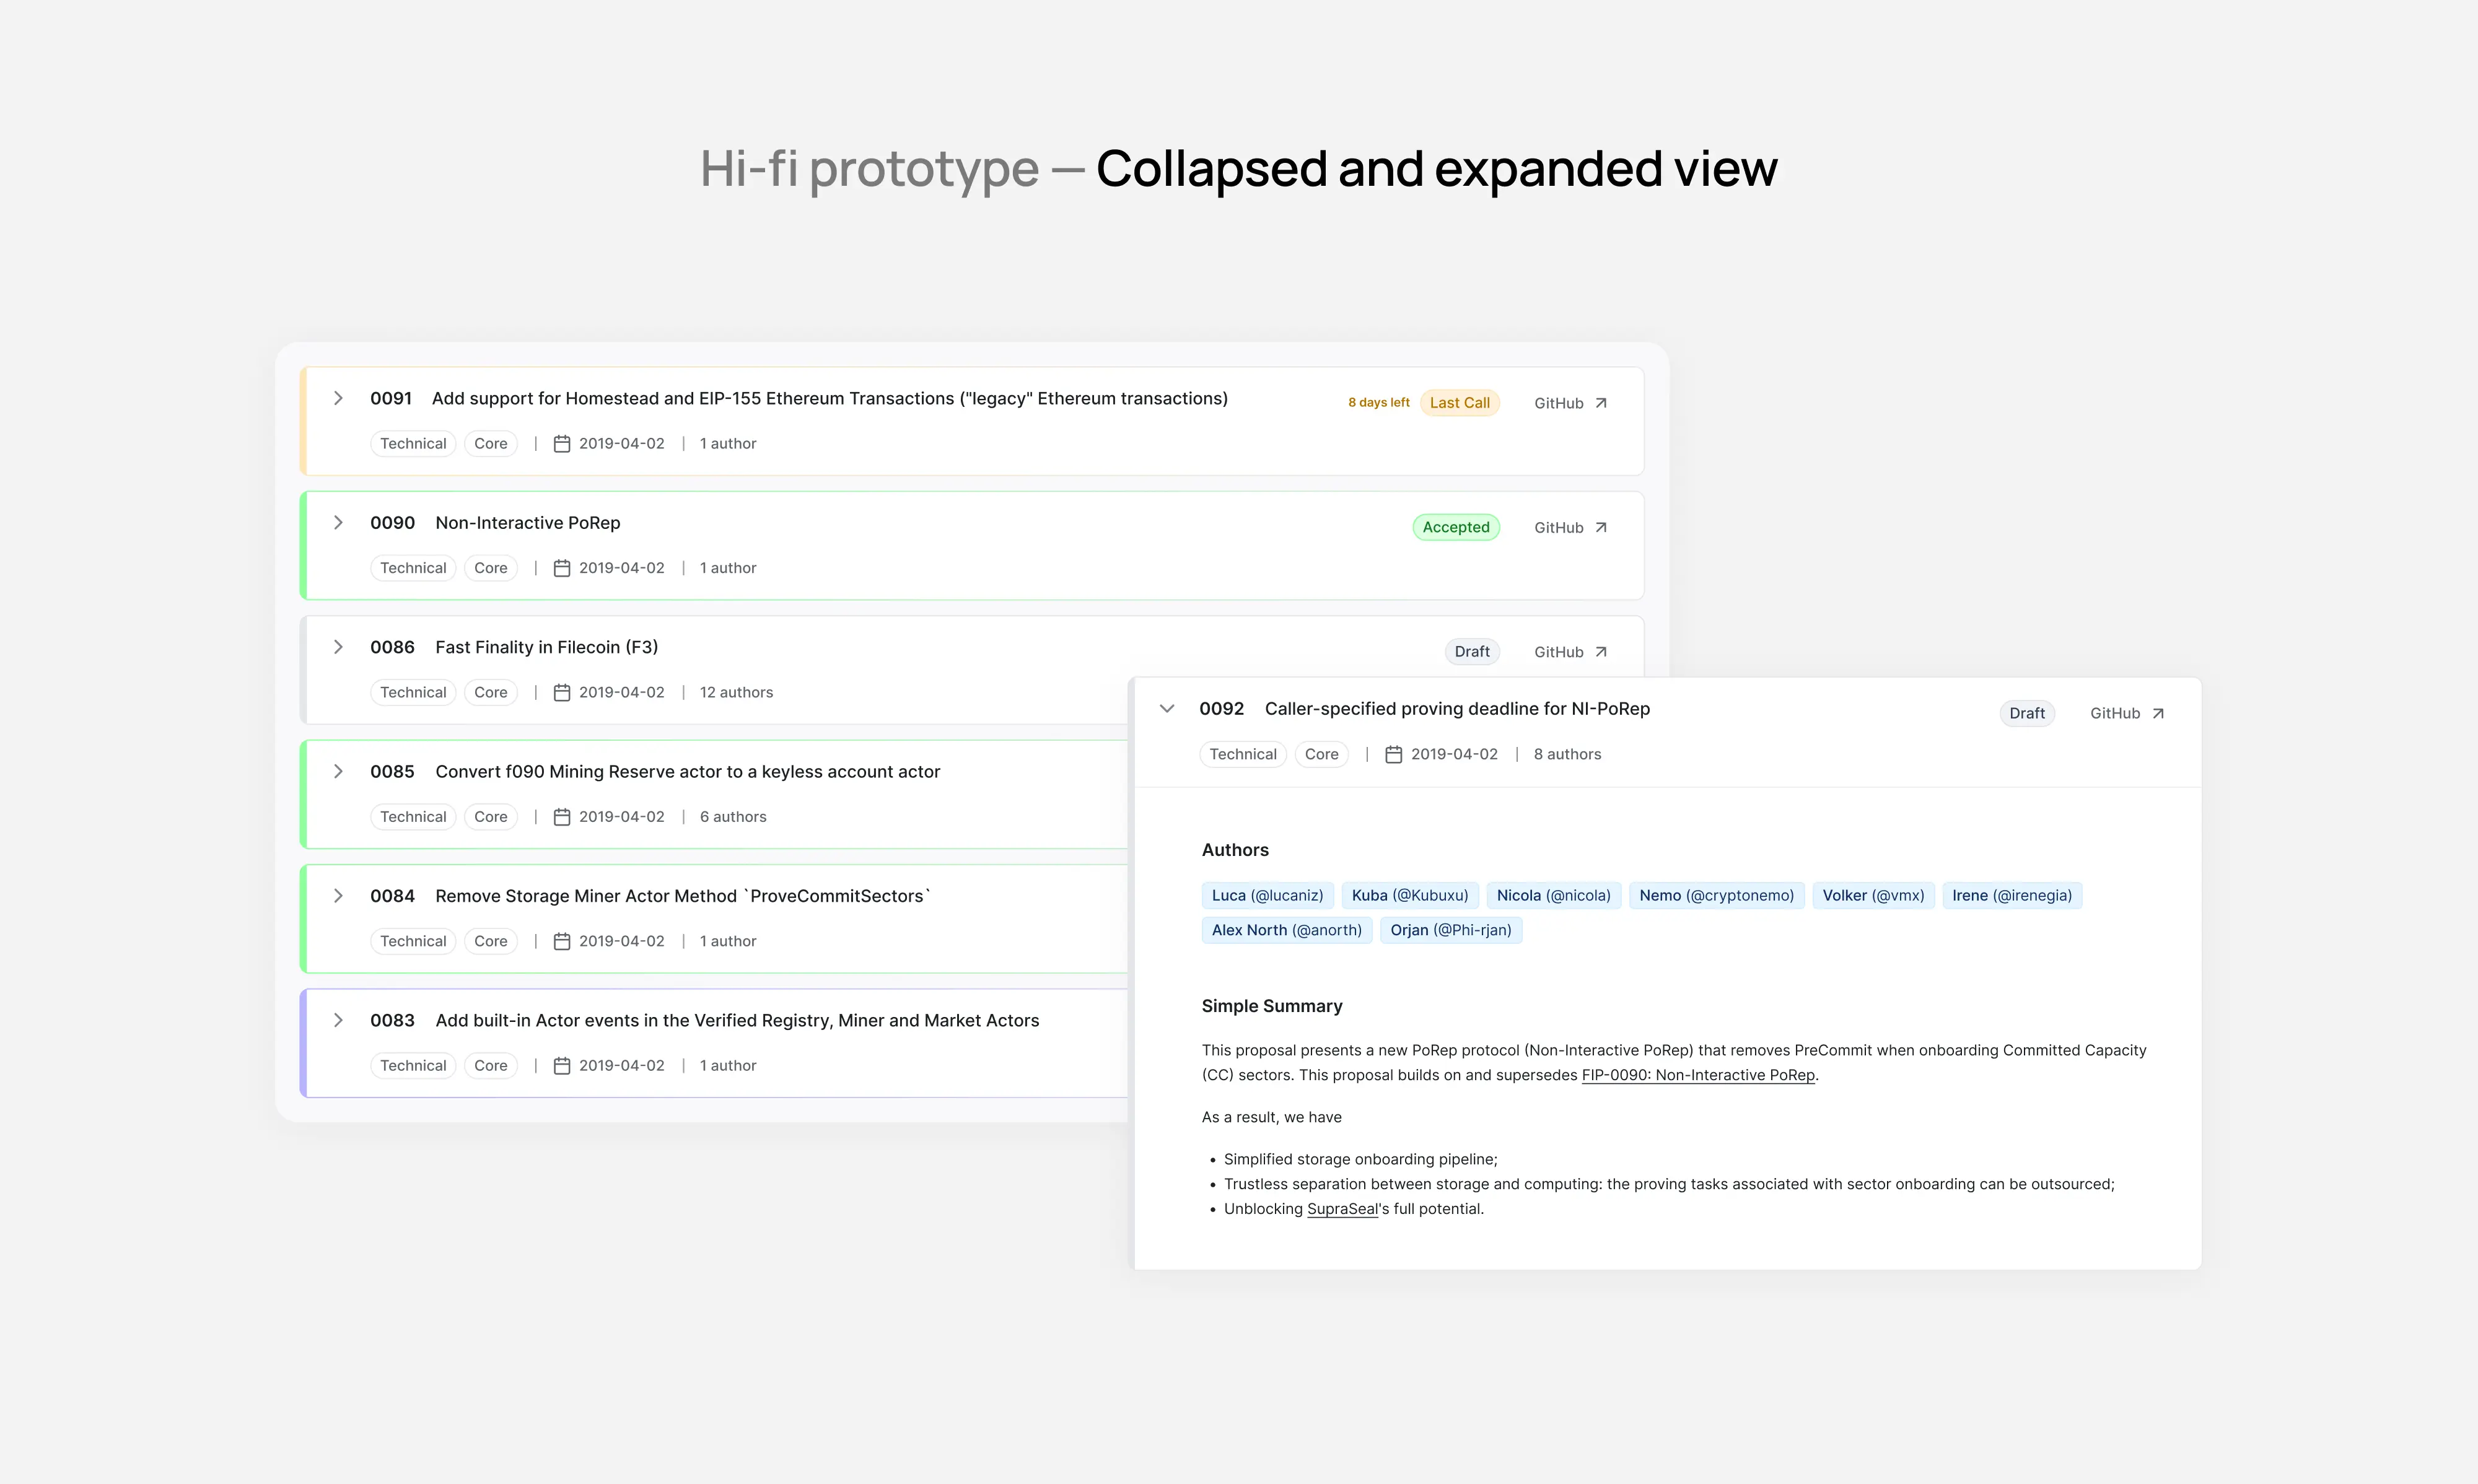 Hi-fi prototype — Collapsed and expanded view
0091 Add support for Homestead and EIP-155 Ethereum Transactions ("legacy" Ethereum transactions) 8 days left Last Call GitHub
Technical Core | 2019-04-02 | 1 author
0090 Non-Interactive PoRep Accepted GitHub
Technical Core | 2019-04-02 | 1 author
0086 Fast Finality in Filecoin (F3) Draft GitHub
Technical Core | 2019-04-02 | 12 authors
0085 Convert f090 Mining Reserve actor to a keyless account actor
Technical Core | 2019-04-02 | 6 authors
0084 Remove Storage Miner Actor Method `ProveCommitSectors`
Technical Core | 2019-04-02 | 1 author
0083 Add built-in Actor events in the Verified Registry, Miner and Market Actors
Technical Core | 2019-04-02 | 1 author
0092 Caller-specified proving deadline for NI-PoRep Draft GitHub
Technical Core | 2019-04-02 | 8 authors
Authors
Luca (@lucaniz) Kuba (@Kubuxu) Nicola (@nicola) Nemo (@cryptonemo) Volker (@vmx) Irene (@irenegia)
Alex North (@anorth) Orjan (@Phi-rjan)
Simple Summary
This proposal presents a new PoRep protocol (Non-Interactive PoRep) that removes PreCommit when onboarding Committed Capacity
(CC) sectors. This proposal builds on and supersedes FIP-0090: Non-Interactive PoRep.
As a result, we have
• Simplified storage onboarding pipeline;
• Trustless separation between storage and computing: the proving tasks associated with sector onboarding can be outsourced;
• Unblocking SupraSeal's full potential.